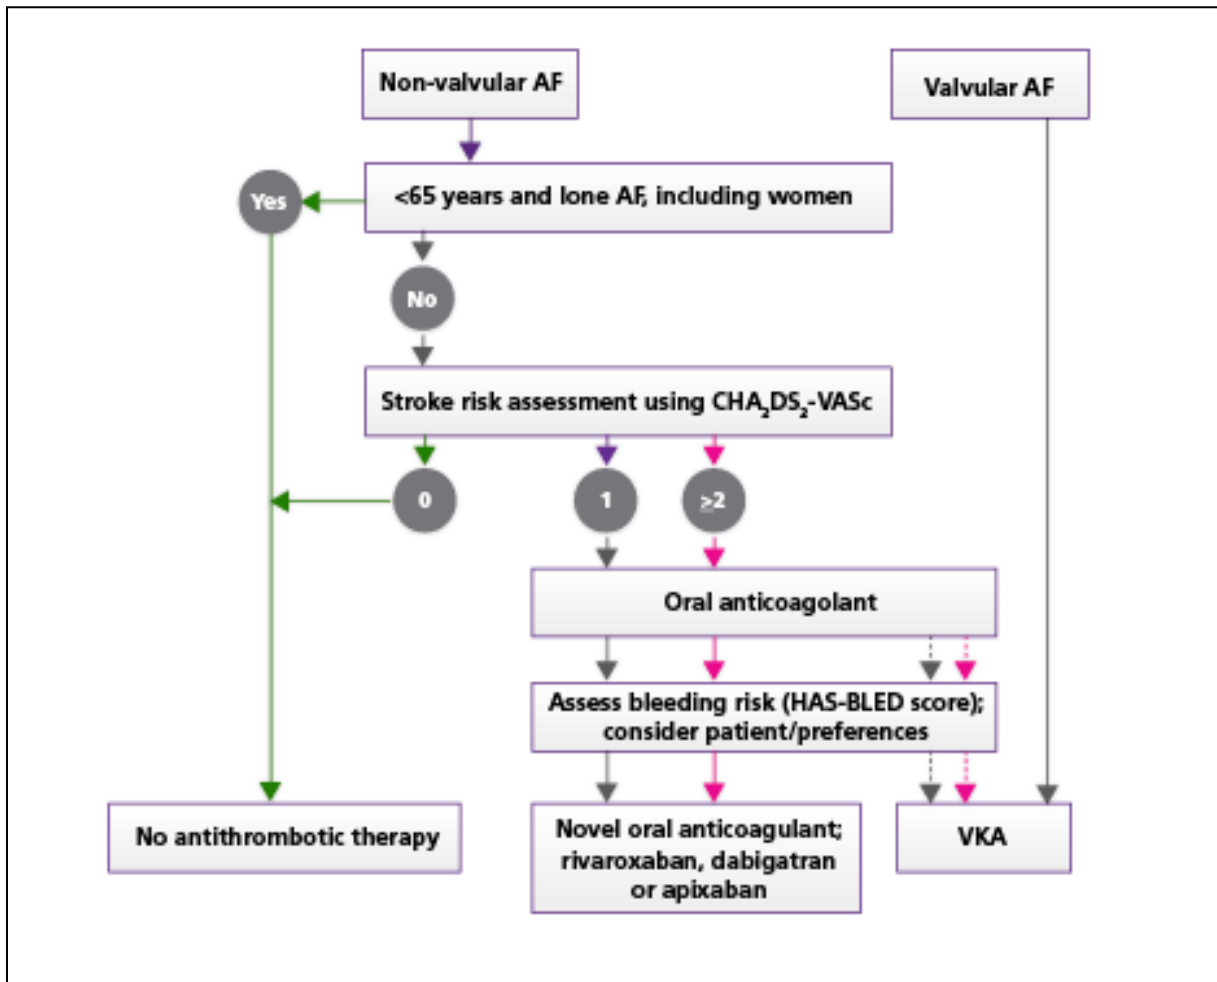 Non-valvular AF
Valvular AF
<65 years and lone AF, including women
Yes
No
Stroke risk assessment using CHA₂DS₂-VASc
0
1
≥2
Oral anticoagolant
Assess bleeding risk (HAS-BLED score);
consider patient/preferences
No antithrombotic therapy
Novel oral anticoagulant;
rivaroxaban, dabigatran
or apixaban
VKA